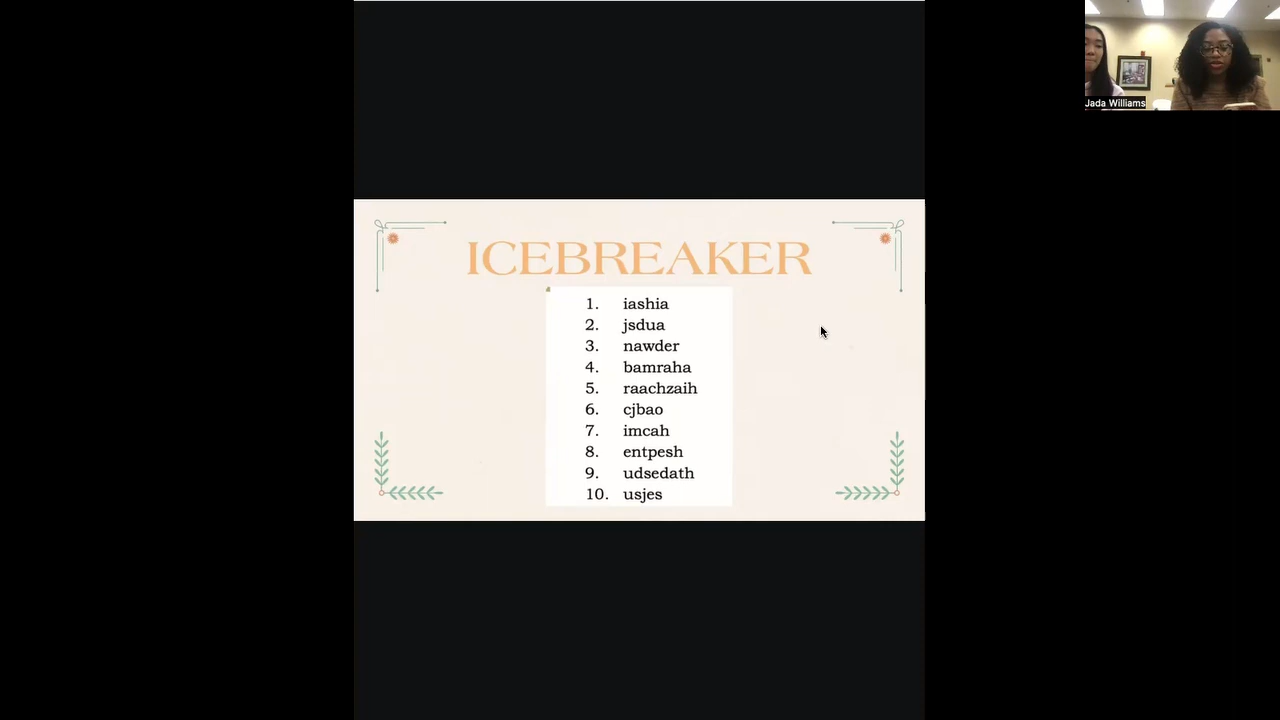 Jada Williams
ICEBREAKER
1. iashia
2. jsdua
3. nawder
4. bamraha
5. raachzaih
6. cjbao
7. imcah
8. entpesh
9. udsedath
10. usjes